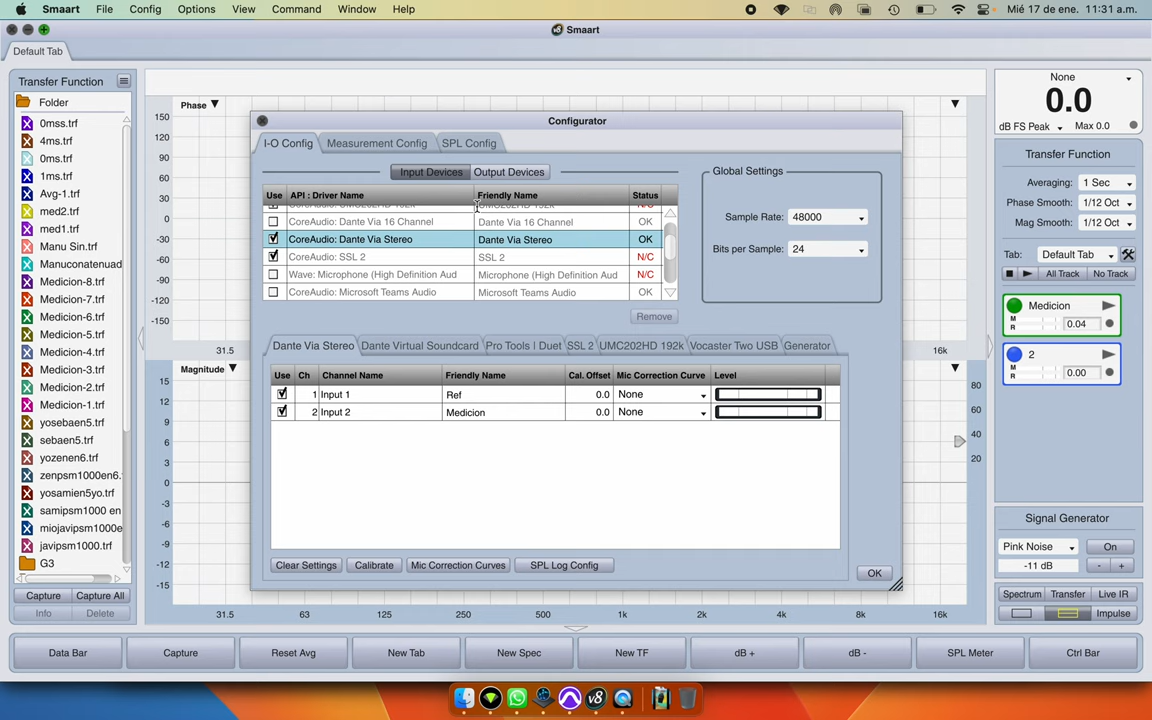 Smaart File Config Options View Command Window Help Mié 17 de ene. 11:31 a.m.
v8 Smaart
Default Tab
Transfer Function
Folder
0mss.trf
4ms.trf
0ms.trf
1ms.trf
Avg-1.trf
med2.trf
med1.trf
Manu Sin.trf
Manuconatenuad
Medicion-8.trf
Medicion-7.trf
Medicion-6.trf
Medicion-5.trf
Medicion-4.trf
Medicion-3.trf
Medicion-2.trf
Medicion-1.trf
yosebaen5.trf
sebaen5.trf
yozenen6.trf
zenpsm1000en6.
yosamien5yo.trf
samipsm1000 en
miojavipsm1000e
javipsm1000.trf
G3
Capture Capture All
Info Delete
Phase
150
120
90
60
30
0
-30
-60
-90
-120
-150
31.5 16k
Magnitude
15
12
9
6
3
0
-3
-6
-9
-12
-15
80
60
40
20
31.5 63 125 250 500 1k 2k 4k 8k 16k
Configurator
I-O Config Measurement Config SPL Config
Input Devices Output Devices
Use API : Driver Name Friendly Name Status
CoreAudio: UMC202HD 192k UMC202HD 192k N/C
CoreAudio: Dante Via 16 Channel Dante Via 16 Channel OK
CoreAudio: Dante Via Stereo Dante Via Stereo OK
CoreAudio: SSL 2 SSL 2 N/C
Wave: Microphone (High Definition Aud Microphone (High Definition Aud N/C
CoreAudio: Microsoft Teams Audio Microsoft Teams Audio OK
Remove
Global Settings
Sample Rate: 48000
Bits per Sample: 24
Dante Via Stereo Dante Virtual Soundcard Pro Tools | Duet SSL 2 UMC202HD 192k Vocaster Two USB Generator
Use Ch Channel Name Friendly Name Cal. Offset Mic Correction Curve Level
1 Input 1 Ref 0.0 None
2 Input 2 Medicion 0.0 None
Clear Settings Calibrate Mic Correction Curves SPL Log Config
OK
None
0.0
dB FS Peak Max 0.0
Transfer Function
Averaging: 1 Sec
Phase Smooth: 1/12 Oct
Mag Smooth: 1/12 Oct
Tab: Default Tab
All Track No Track
Medicion
M
R 0.04
2
M
R 0.00
Signal Generator
Pink Noise On
-11 dB - +
Spectrum Transfer Live IR
Impulse
Data Bar Capture Reset Avg New Tab New Spec New TF dB + dB - SPL Meter Ctrl Bar
v8